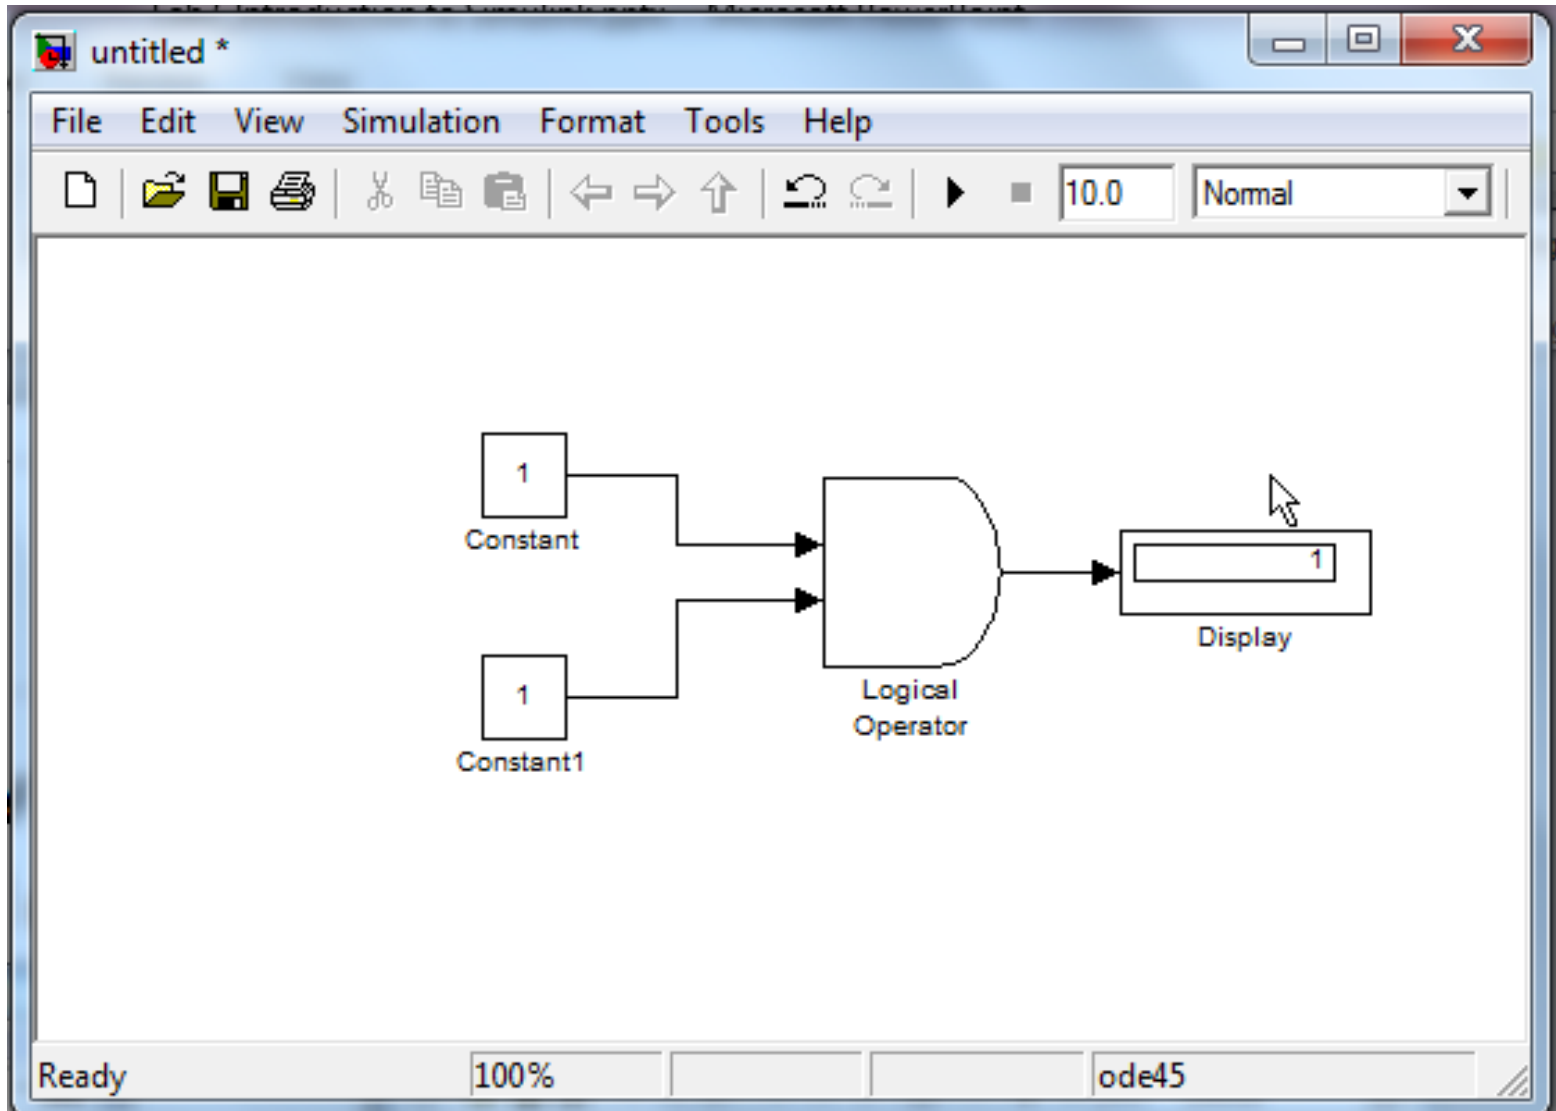 untitled *
File Edit View Simulation Format Tools Help
10.0 Normal
1
Constant
1
Constant1
Logical
Operator
1
Display
Ready 100% ode45